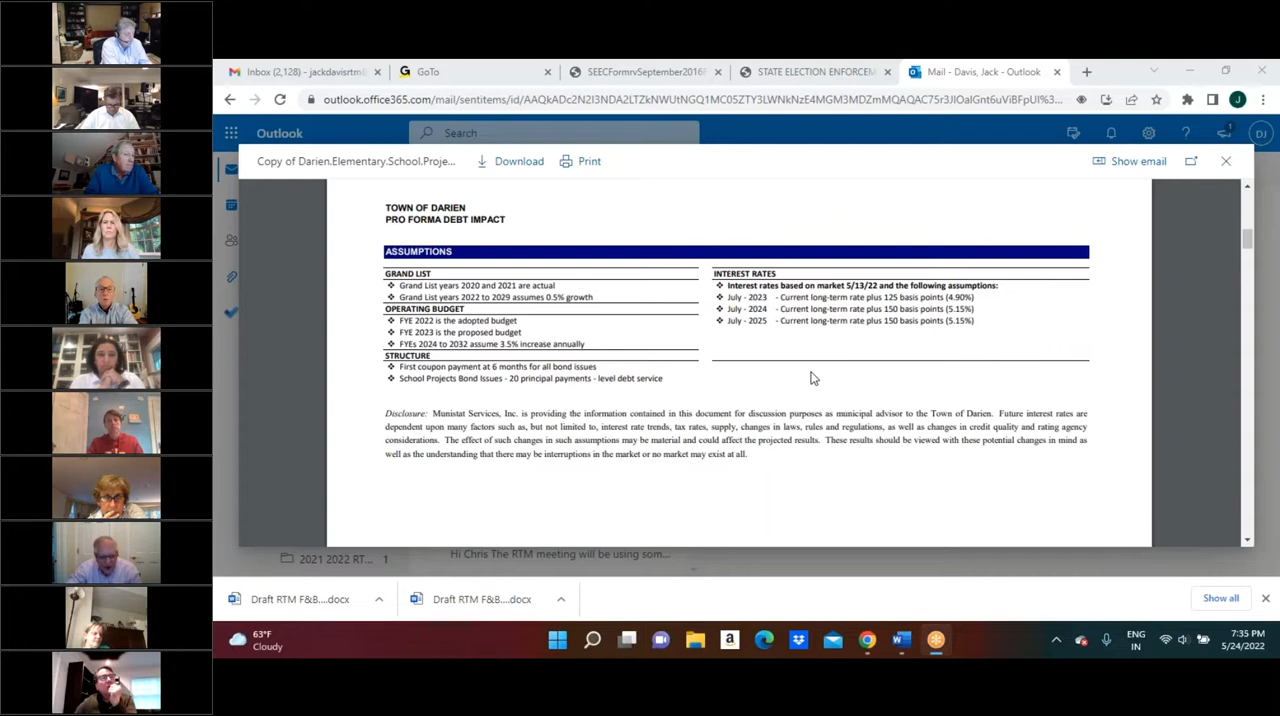 Inbox (2,128) - jackdavisrtm@
GoTo
SEECFormrvSeptember2016F
STATE ELECTION ENFORCEM
Mail - Davis, Jack - Outlook
Outlook
Search
DJ
Copy of Darien.Elementary.School.Proje...
Download
Print
Show email
TOWN OF DARIEN
PRO FORMA DEBT IMPACT
ASSUMPTIONS
GRAND LIST
❖ Grand List years 2020 and 2021 are actual
❖ Grand List years 2022 to 2029 assumes 0.5% growth
OPERATING BUDGET
❖ FYE 2022 is the adopted budget
❖ FYE 2023 is the proposed budget
❖ FYEs 2024 to 2032 assume 3.5% increase annually
STRUCTURE
❖ First coupon payment at 6 months for all bond issues
❖ School Projects Bond Issues - 20 principal payments - level debt service
INTEREST RATES
❖ Interest rates based on market 5/13/22 and the following assumptions:
❖ July - 2023 - Current long-term rate plus 125 basis points (4.90%)
❖ July - 2024 - Current long-term rate plus 150 basis points (5.15%)
❖ July - 2025 - Current long-term rate plus 150 basis points (5.15%)
Disclosure: Munistat Services, Inc. is providing the information contained in this document for discussion purposes as municipal advisor to the Town of Darien. Future interest rates are
dependent upon many factors such as, but not limited to, interest rate trends, tax rates, supply, changes in laws, rules and regulations, as well as changes in credit quality and rating agency
considerations. The effect of such changes in such assumptions may be material and could affect the projected results. These results should be viewed with these potential changes in mind as
well as the understanding that there may be interruptions in the market or no market may exist at all.
2021 2022 RT... 1
Hi Chris The RTM meeting will be using som...
Draft RTM F&B....docx
Draft RTM F&B....docx
Show all
63°F
Cloudy
ENG
IN
7:35 PM
5/24/2022